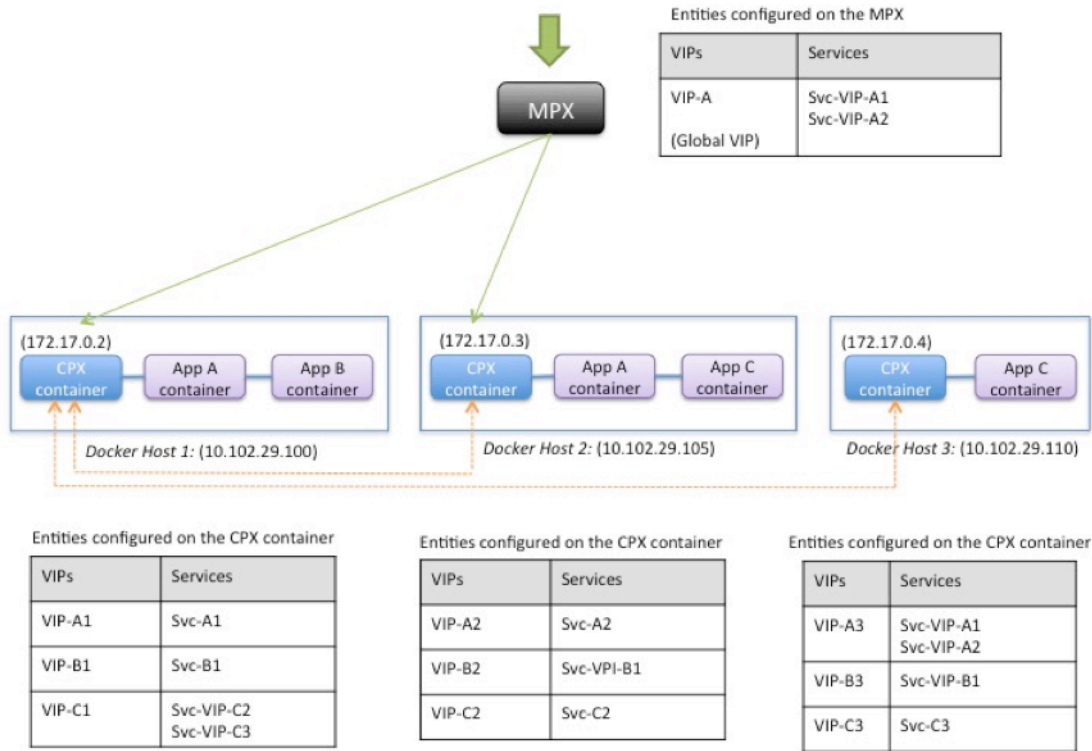 Entities configured on the MPX
VIPs Services
VIP-A Svc-VIP-A1
Svc-VIP-A2
(Global VIP)
MPX
(172.17.0.2)
CPX container
App A container
App B container
Docker Host 1: (10.102.29.100)
(172.17.0.3)
CPX container
App A container
App C container
Docker Host 2: (10.102.29.105)
(172.17.0.4)
CPX container
App C container
Docker Host 3: (10.102.29.110)
Entities configured on the CPX container
VIPs Services
VIP-A1 Svc-A1
VIP-B1 Svc-B1
VIP-C1 Svc-VIP-C2
Svc-VIP-C3
Entities configured on the CPX container
VIPs Services
VIP-A2 Svc-A2
VIP-B2 Svc-VPI-B1
VIP-C2 Svc-C2
Entities configured on the CPX container
VIPs Services
VIP-A3 Svc-VIP-A1
Svc-VIP-A2
VIP-B3 Svc-VIP-B1
VIP-C3 Svc-C3